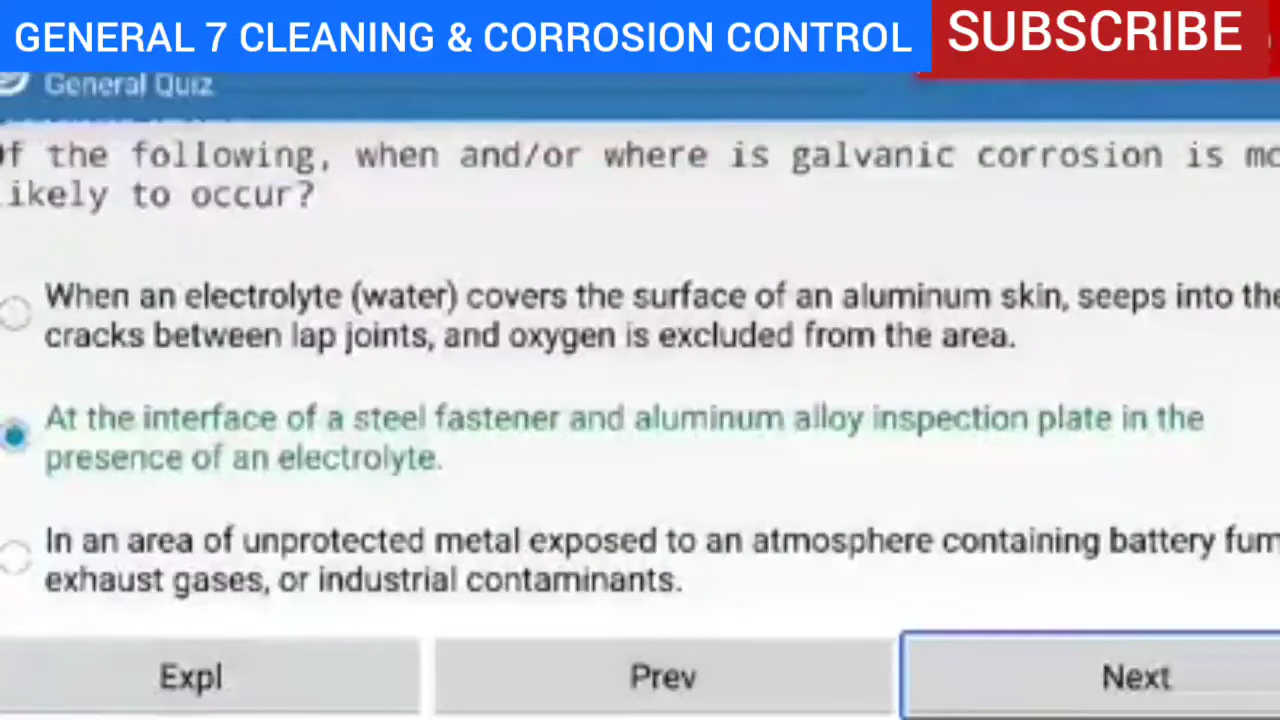 GENERAL 7 CLEANING & CORROSION CONTROL
SUBSCRIBE
General Quiz
of the following, when and/or where is galvanic corrosion is mo
likely to occur?
When an electrolyte (water) covers the surface of an aluminum skin, seeps into the
cracks between lap joints, and oxygen is excluded from the area.
At the interface of a steel fastener and aluminum alloy inspection plate in the
presence of an electrolyte.
In an area of unprotected metal exposed to an atmosphere containing battery fum
exhaust gases, or industrial contaminants.
Expl
Prev
Next